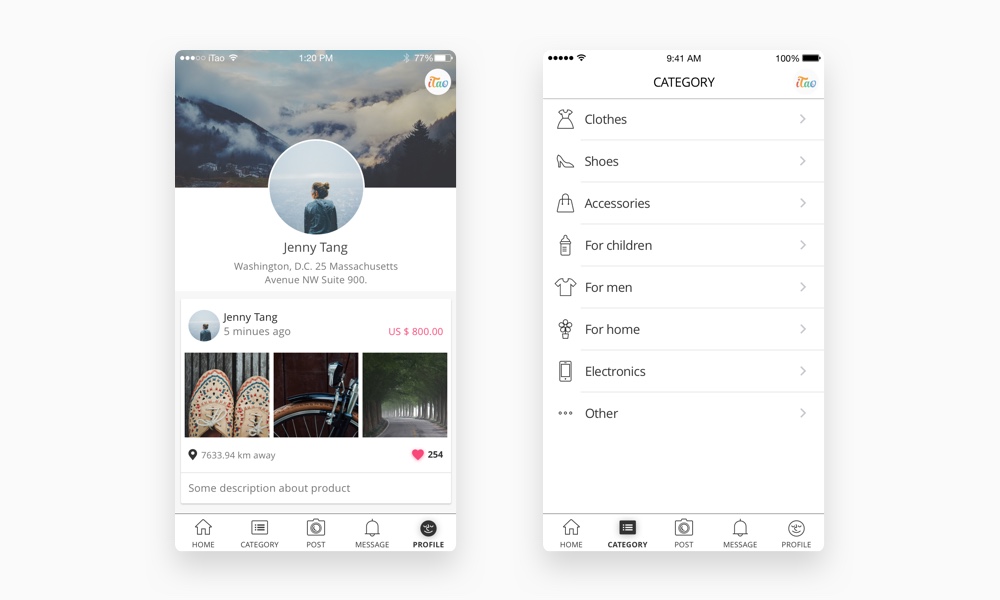 iTao 1:20 PM 77%
iTao
Jenny Tang
Washington, D.C. 25 Massachusetts
Avenue NW Suite 900.
Jenny Tang
5 minues ago
US $ 800.00
7633.94 km away
254
Some description about product
HOME CATEGORY POST MESSAGE PROFILE
9:41 AM 100%
CATEGORY
iTao
Clothes
Shoes
Accessories
For children
For men
For home
Electronics
Other
HOME CATEGORY POST MESSAGE PROFILE